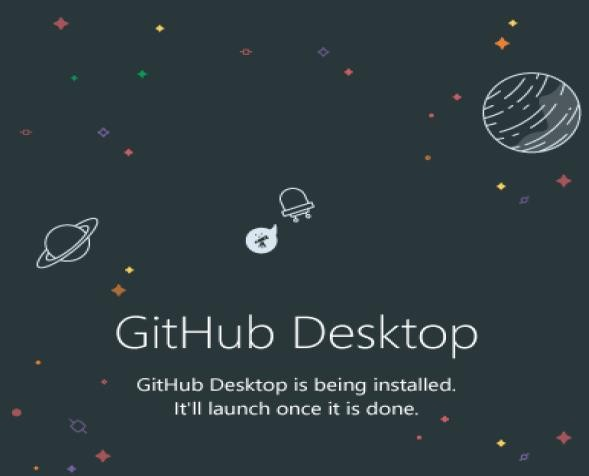 GitHub Desktop
GitHub Desktop is being installed.
It'll launch once it is done.